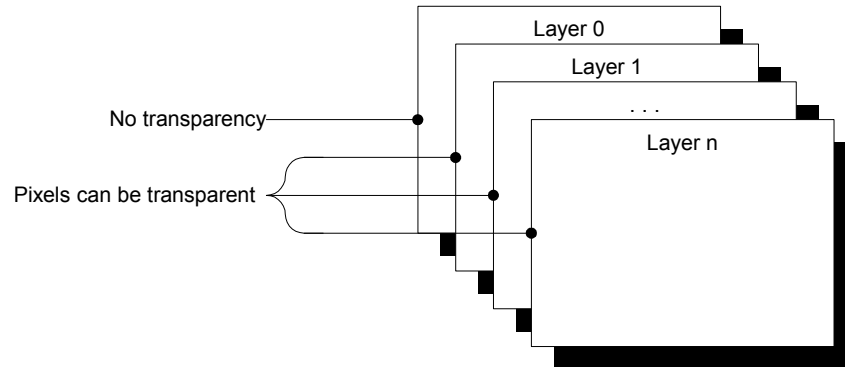 Layer 0
Layer 1
. . .
No transparency
Layer n
Pixels can be transparent